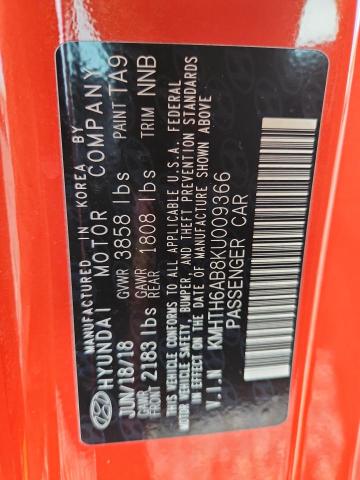 MANUFACTURED IN KOREA BY
HYUNDAI MOTOR COMPANY
JUN/18/18 GVWR 3858 lbs PAINT TA9
GAWR FRONT 2183 lbs GAWR REAR 1808 lbs TRIM NNB
THIS VEHICLE CONFORMS TO ALL APPLICABLE U.S.A. FEDERAL
MOTOR VEHICLE SAFETY, BUMPER, AND THEFT PREVENTION STANDARDS
IN EFFECT ON THE DATE OF MANUFACTURE SHOWN ABOVE
V.I.N KMHTH6AB8KU009366
PASSENGER CAR